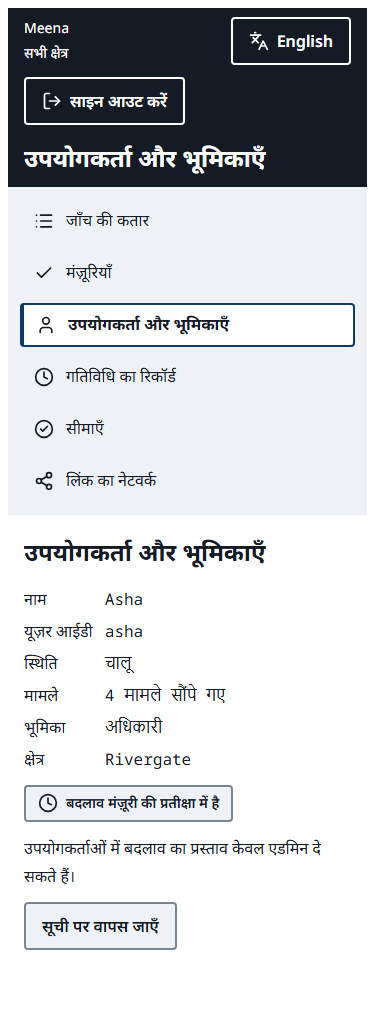 Meena
सभी क्षेत्र
English
साइन आउट करें
उपयोगकर्ता और भूमिकाएँ
जाँच की कतार
मंज़ूरियाँ
उपयोगकर्ता और भूमिकाएँ
गतिविधि का रिकॉर्ड
सीमाएँ
लिंक का नेटवर्क
उपयोगकर्ता और भूमिकाएँ
नाम Asha
यूज़र आईडी asha
स्थिति चालू
मामले 4 मामले सौंपे गए
भूमिका अधिकारी
क्षेत्र Rivergate
बदलाव मंज़ूरी की प्रतीक्षा में है
उपयोगकर्ताओं में बदलाव का प्रस्ताव केवल एडमिन दे
सकते हैं।
सूची पर वापस जाएँ